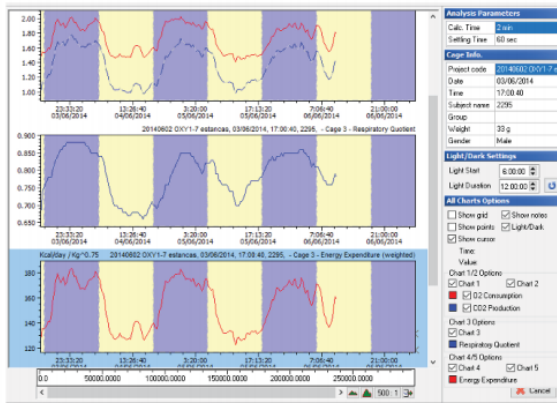 2.00
1.80
1.60
1.40
1.20
1.00
23:33:20 13:26:40 3:20:00 17:13:20 7:06:40 21:00:00
03/06/2014 04/06/2014 05/06/2014 05/06/2014 06/06/2014 06/06/2014
20140602 OXY1-7 estancas, 03/06/2014, 17:00:40, 2295, - Cage 3 - Respiratory Quotient
0.900
0.850
0.800
0.750
0.700
0.650
23:33:20 13:26:40 3:20:00 17:13:20 7:06:40 21:00:00
03/06/2014 04/06/2014 05/06/2014 05/06/2014 06/06/2014 06/06/2014
Kcal/day / Kg^0.75 20140602 OXY1-7 estancas, 03/06/2014, 17:00:40, 2295, - Cage 3 - Energy Expenditure (weighted)
180
160
140
120
23:33:20 13:26:40 3:20:00 17:13:20 7:06:40 21:00:00
0.0 50000.0000 100000.0000 150000.0000 200000.0000 250000.0000
500 1
Analysis Parameters
Calc. Time 2 min
Settling Time 60 sec
Cage Info.
Project code 20140602 OXY1-7 e
Date 03/06/2014
Time 17:00:40
Subject name 2295
Group
Weight 33 g
Gender Male
Light/Dark Settings
Light Start 6:00:00
Light Duration 12:00:00
All Charts Options
Show grid Show notes
Show points Light/Dark
Show cursor
Time:
Value:
Chart 1/2 Options
Chart 1 Chart 2
O2 Consumption
CO2 Production
Chart 3 Options
Chart 3
Respiratory Quotient
Chart 4/5 Options
Chart 4 Chart 5
Energy Expenditure
Cancel